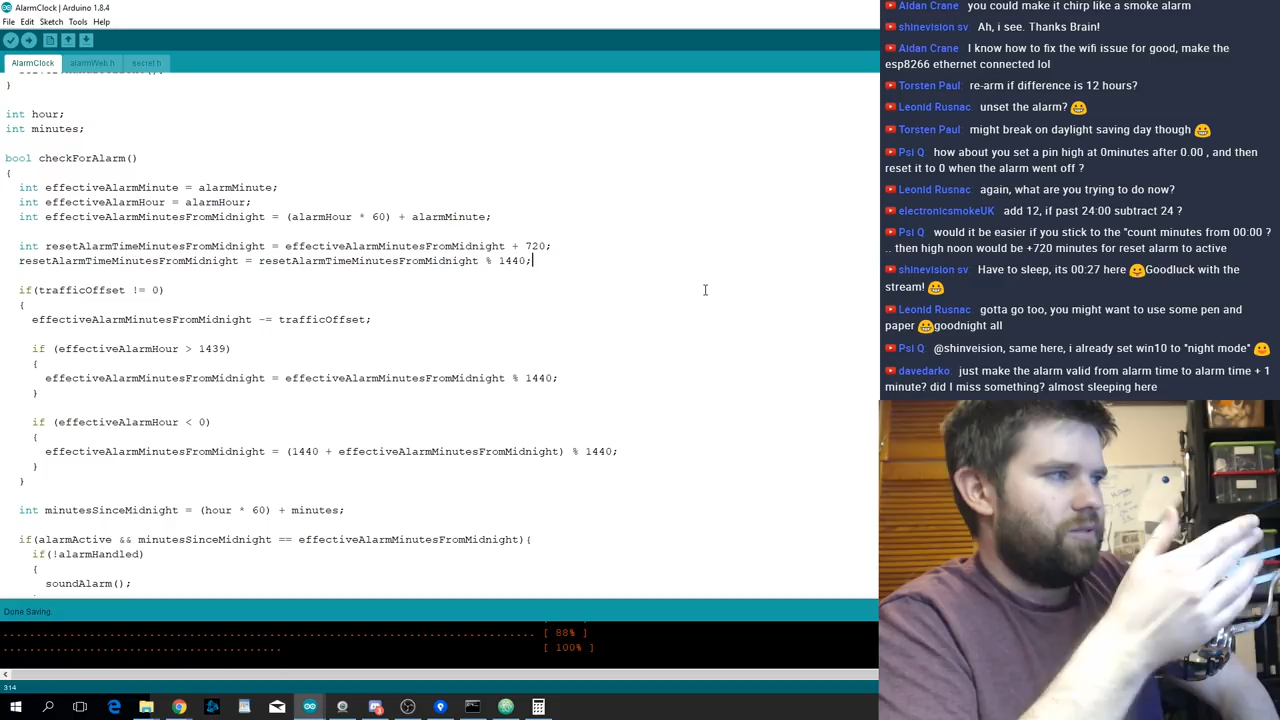 AlarmClock | Arduino 1.8.4
File Edit Sketch Tools Help
AlarmClock alarmWeb.h secret.h
}
int hour;
int minutes;
bool checkForAlarm()
{
int effectiveAlarmMinute = alarmMinute;
int effectiveAlarmHour = alarmHour;
int effectiveAlarmMinutesFromMidnight = (alarmHour * 60) + alarmMinute;
int resetAlarmTimeMinutesFromMidnight = effectiveAlarmMinutesFromMidnight + 720;
resetAlarmTimeMinutesFromMidnight = resetAlarmTimeMinutesFromMidnight % 1440;
if(trafficOffset != 0)
{
effectiveAlarmMinutesFromMidnight -= trafficOffset;
if (effectiveAlarmHour > 1439)
{
effectiveAlarmMinutesFromMidnight = effectiveAlarmMinutesFromMidnight % 1440;
}
if (effectiveAlarmHour < 0)
{
effectiveAlarmMinutesFromMidnight = (1440 + effectiveAlarmMinutesFromMidnight) % 1440;
}
}
int minutesSinceMidnight = (hour * 60) + minutes;
if(alarmActive && minutesSinceMidnight == effectiveAlarmMinutesFromMidnight){
if(!alarmHandled)
{
soundAlarm();
Done Saving.
[ 88% ]
[ 100% ]
314
Aidan Crane you could make it chirp like a smoke alarm
shinevision sv Ah, i see. Thanks Brain!
Aidan Crane I know how to fix the wifi issue for good, make the
esp8266 ethernet connected lol
Torsten Paul re-arm if difference is 12 hours?
Leonid Rusnac unset the alarm?
Torsten Paul might break on daylight saving day though
Psi Q how about you set a pin high at 0minutes after 0.00 , and then
reset it to 0 when the alarm went off ?
Leonid Rusnac again, what are you trying to do now?
electronicsmokeUK add 12, if past 24:00 subtract 24 ?
Psi Q would it be easier if you stick to the "count minutes from 00:00 ?
.. then high noon would be +720 minutes for reset alarm to active
shinevision sv Have to sleep, its 00:27 here Goodluck with the
stream!
Leonid Rusnac gotta go too, you might want to use some pen and
paper goodnight all
Psi Q @shinveision, same here, i already set win10 to "night mode"
davedarko just make the alarm valid from alarm time to alarm time + 1
minute? did I miss something? almost sleeping here